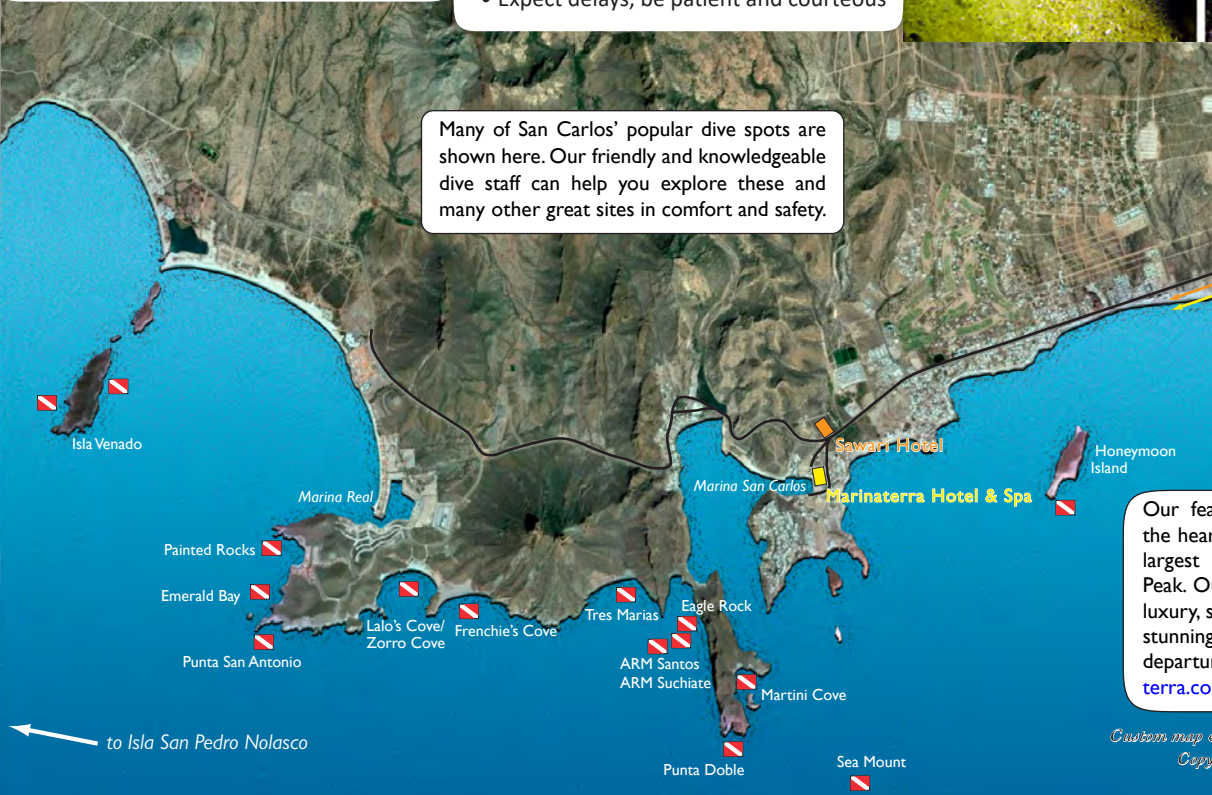 • Expect delays, be patient and courteous
Many of San Carlos’ popular dive spots are
shown here. Our friendly and knowledgeable
dive staff can help you explore these and
many other great sites in comfort and safety.
Isla Venado
Sawari Hotel
Honeymoon
Island
Marina San Carlos
Marina Real
Marinaterra Hotel & Spa
Our fea
the hear
largest
Peak. O
luxury, s
stunning
departu
terra.co
Painted Rocks
Emerald Bay
Lalo’s Cove/
Zorro Cove
Frenchie’s Cove
Tres Marias
Eagle Rock
Punta San Antonio
ARM Santos
ARM Suchiate
Martini Cove
to Isla San Pedro Nolasco
Punta Doble
Sea Mount
Custom map
Copy